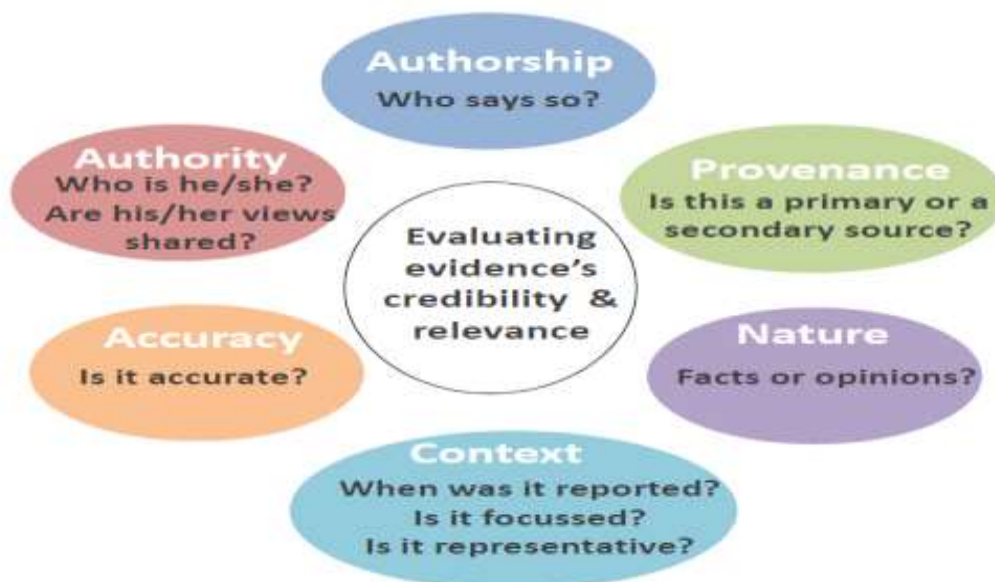 Authorship
Who says so?
Authority
Who is he/she?
Are his/her views
shared?
Provenance
Is this a primary or a
secondary source?
Evaluating
evidence's
credibility & 
relevance
Accuracy
Is it accurate?
Nature
Facts or opinions?
Context
When was it reported?
Is it focussed?
Is it representative?